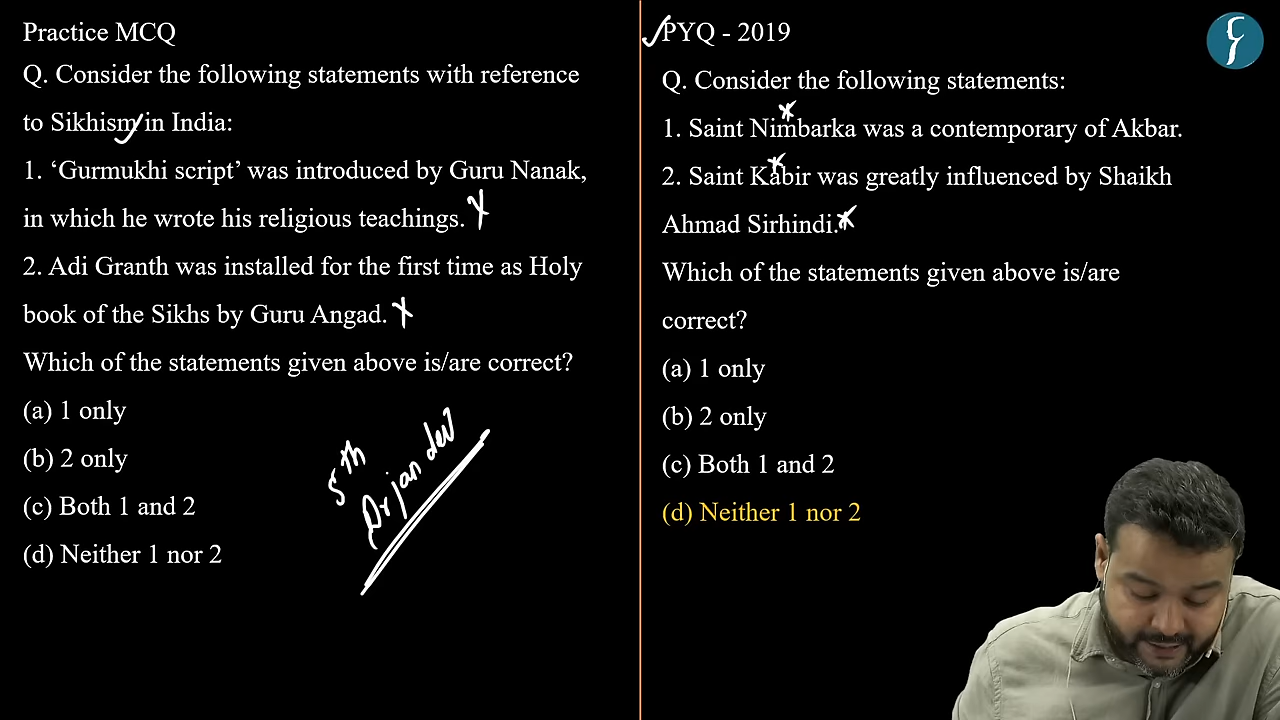 Practice MCQ
Q. Consider the following statements with reference
to Sikhism in India:
1. ‘Gurmukhi script’ was introduced by Guru Nanak,
in which he wrote his religious teachings.
2. Adi Granth was installed for the first time as Holy
book of the Sikhs by Guru Angad.
Which of the statements given above is/are correct?
(a) 1 only
(b) 2 only
(c) Both 1 and 2
(d) Neither 1 nor 2
5th
Arjan dev
PYQ - 2019
Q. Consider the following statements:
1. Saint Nimbarka was a contemporary of Akbar.
2. Saint Kabir was greatly influenced by Shaikh
Ahmad Sirhindi.
Which of the statements given above is/are
correct?
(a) 1 only
(b) 2 only
(c) Both 1 and 2
(d) Neither 1 nor 2